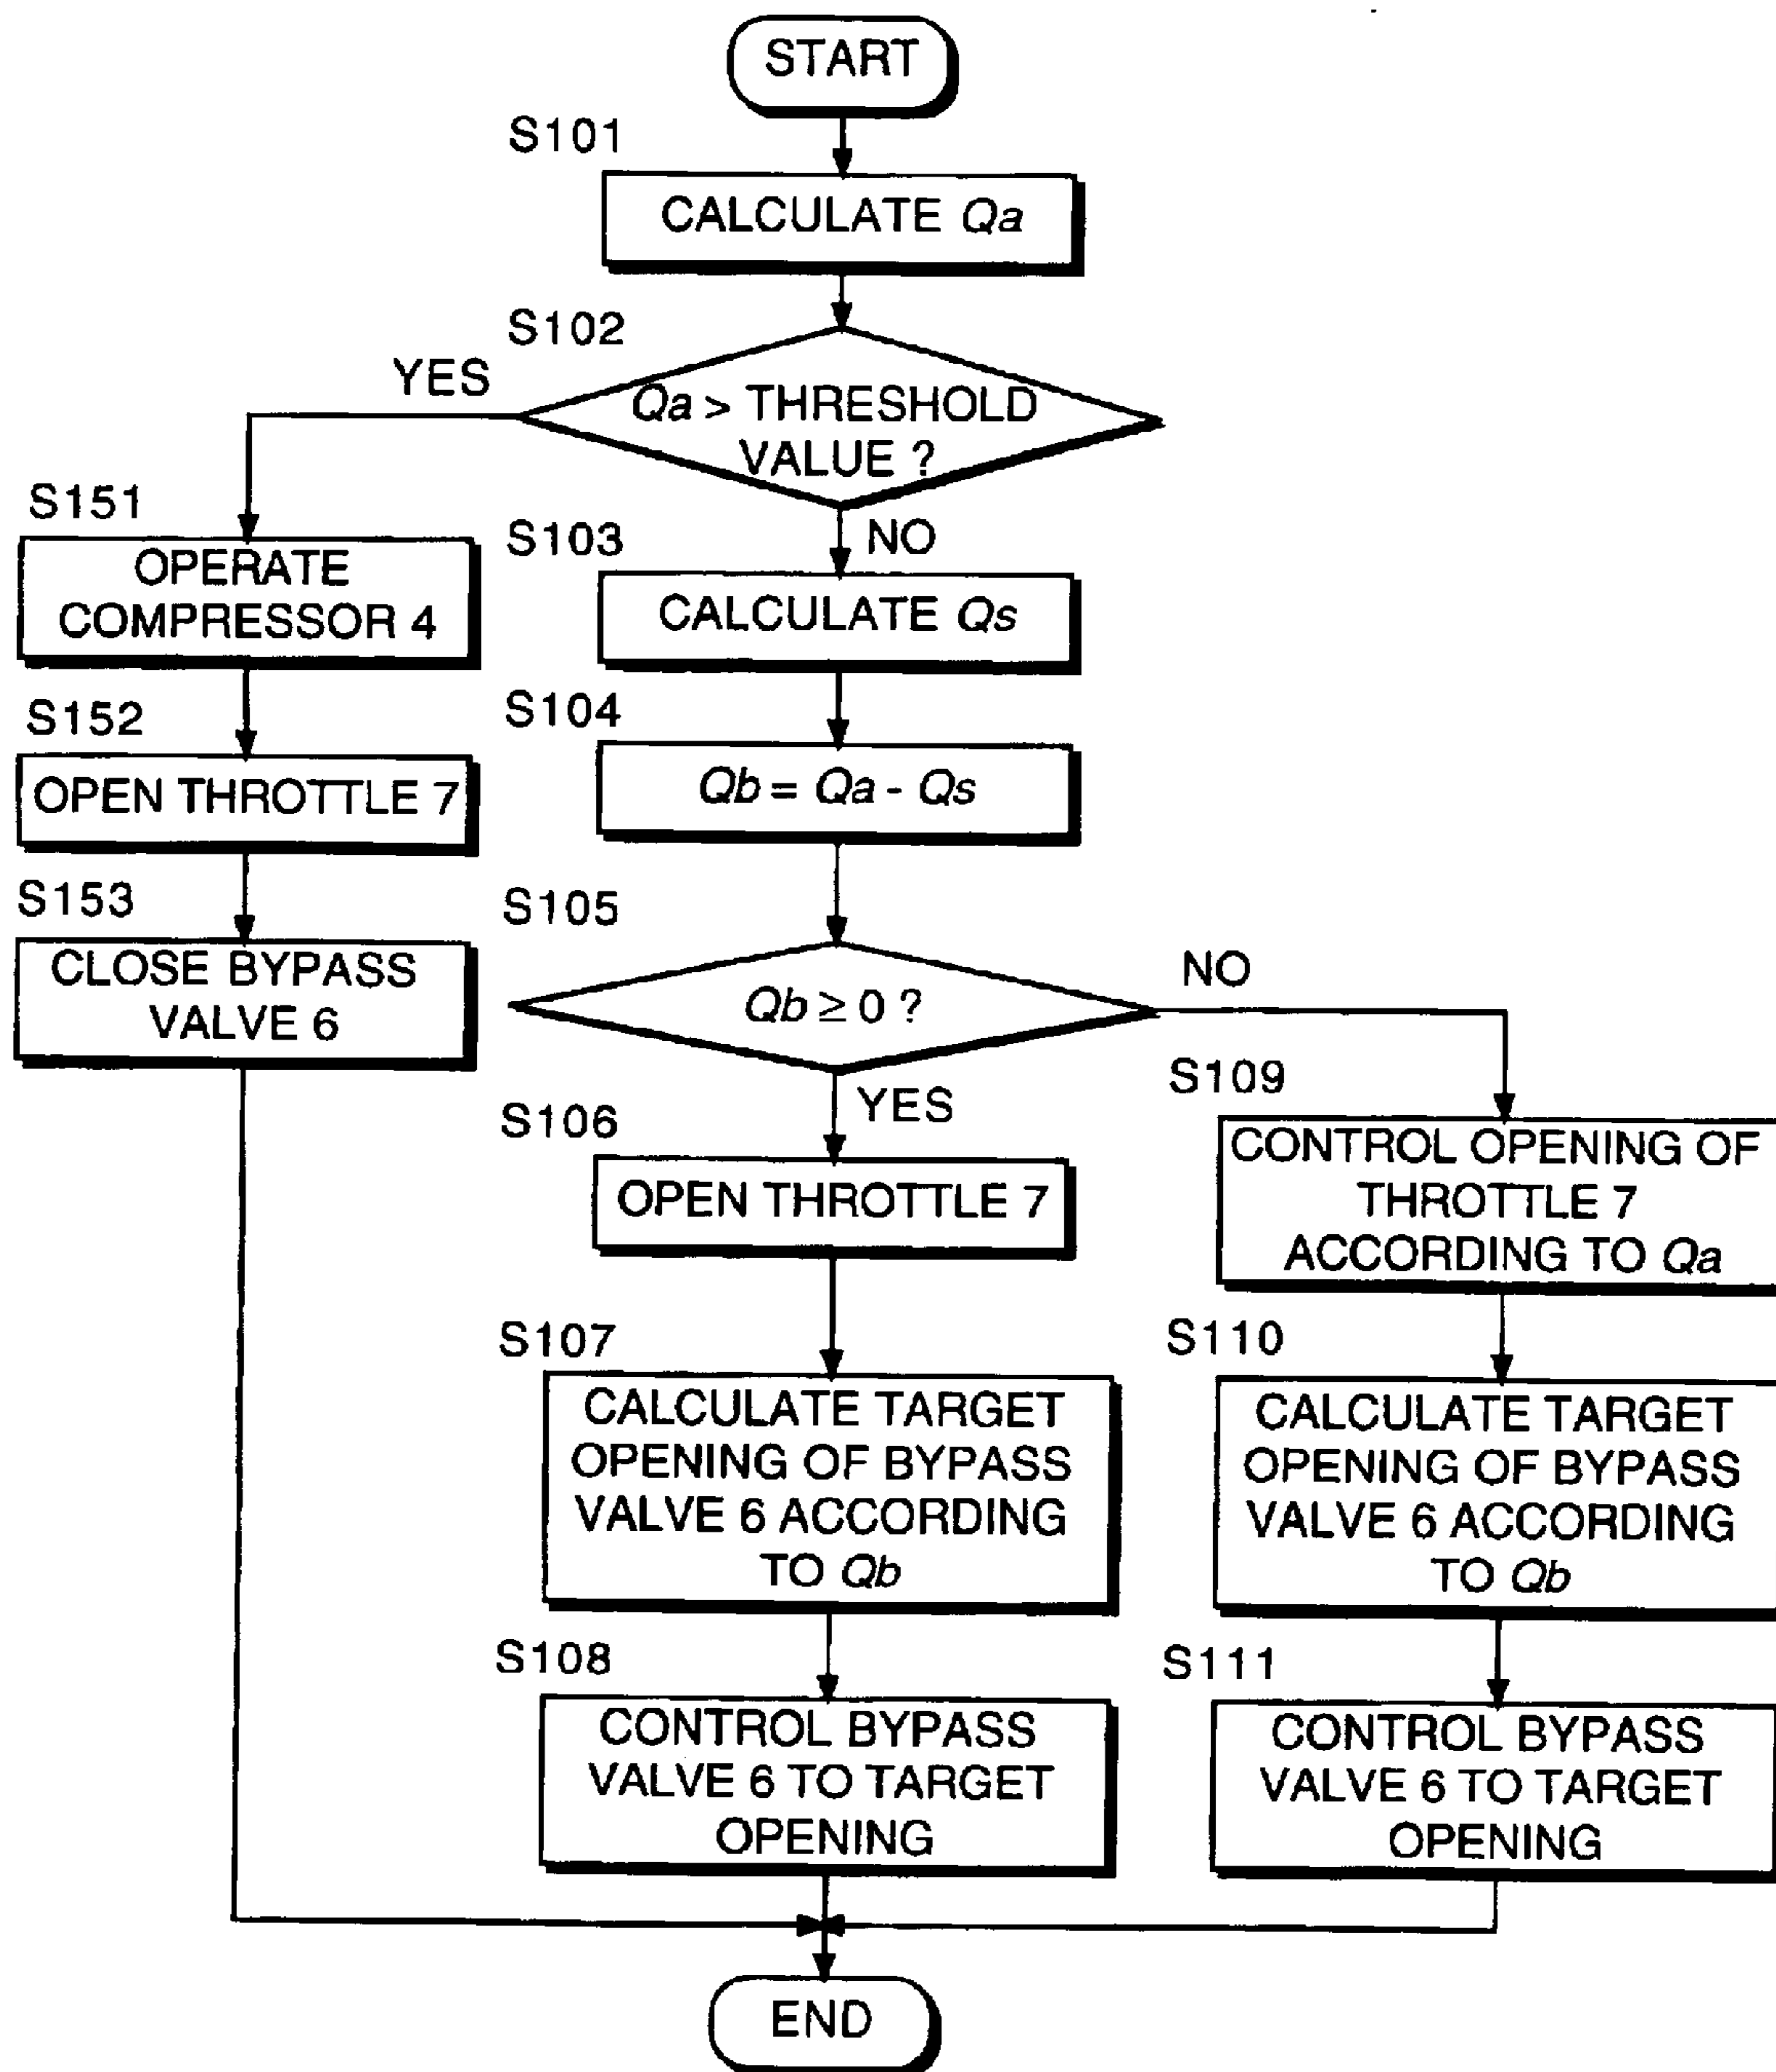 START
S101
CALCULATE Qa
S102
YES
Qa > THRESHOLD
VALUE ?
NO
S151
OPERATE
COMPRESSOR 4
S152
OPEN THROTTLE 7
S153
CLOSE BYPASS
VALVE 6
S103
CALCULATE Qs
S104
Qb = Qa - Qs
S105
Qb ≥ 0 ?
NO
YES
S106
OPEN THROTTLE 7
S107
CALCULATE TARGET
OPENING OF BYPASS
VALVE 6 ACCORDING
TO Qb
S108
CONTROL BYPASS
VALVE 6 TO TARGET
OPENING
S109
CONTROL OPENING OF
THROTTLE 7
ACCORDING TO Qa
S110
CALCULATE TARGET
OPENING OF BYPASS
VALVE 6 ACCORDING
TO Qb
S111
CONTROL BYPASS
VALVE 6 TO TARGET
OPENING
END